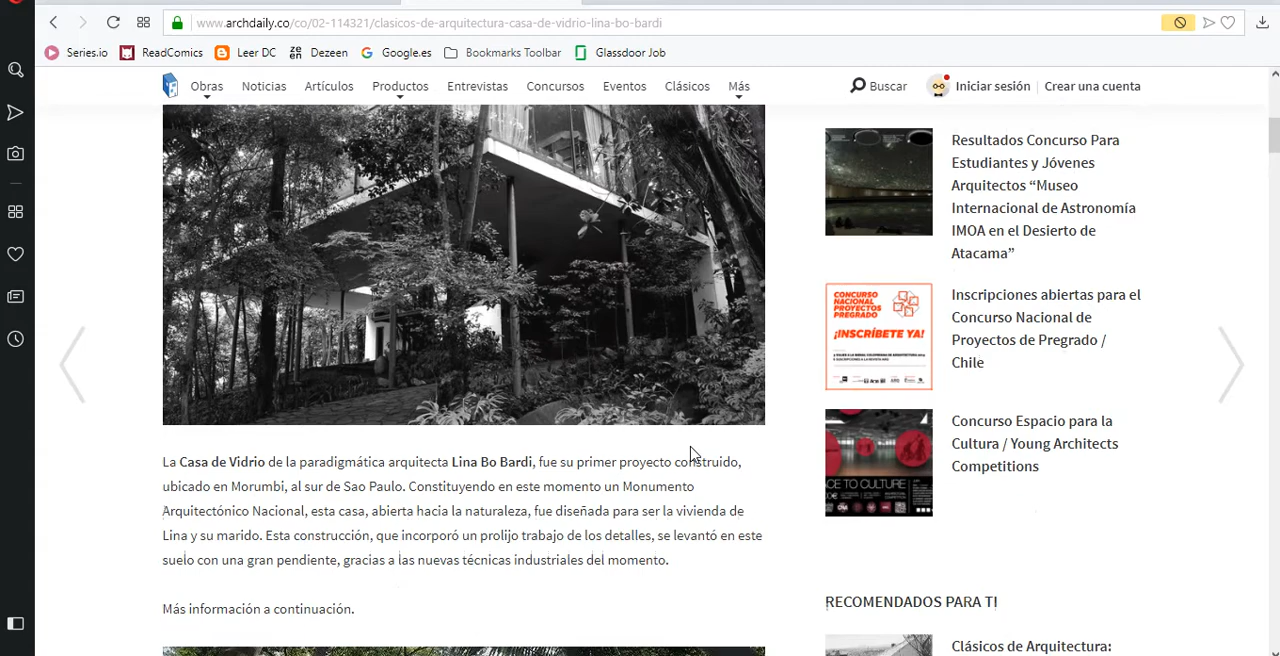 www.archdaily.co/co/02-114321/clasicos-de-arquitectura-casa-de-vidrio-lina-bo-bardi
Series.io ReadComics Leer DC Dezeen Google.es Bookmarks Toolbar Glassdoor Job
Obras Noticias Artículos Productos Entrevistas Concursos Eventos Clásicos Más Buscar Iniciar sesión Crear una cuenta
Resultados Concurso Para
Estudiantes y Jóvenes
Arquitectos “Museo
Internacional de Astronomía
IMOA en el Desierto de
Atacama”
CONCURSO
NACIONAL
PROYECTOS
PREGRADO
¡INSCRÍBETE YA!
Inscripciones abiertas para el
Concurso Nacional de
Proyectos de Pregrado /
Chile
ACE TO CULTURE
Concurso Espacio para la
Cultura / Young Architects
Competitions
La Casa de Vidrio de la paradigmática arquitecta Lina Bo Bardi, fue su primer proyecto construido,
ubicado en Morumbi, al sur de Sao Paulo. Constituyendo en este momento un Monumento
Arquitectónico Nacional, esta casa, abierta hacia la naturaleza, fue diseñada para ser la vivienda de
Lina y su marido. Esta construcción, que incorporó un prolijo trabajo de los detalles, se levantó en este
suelo con una gran pendiente, gracias a las nuevas técnicas industriales del momento.
Más información a continuación.
RECOMENDADOS PARA TI
Clásicos de Arquitectura: